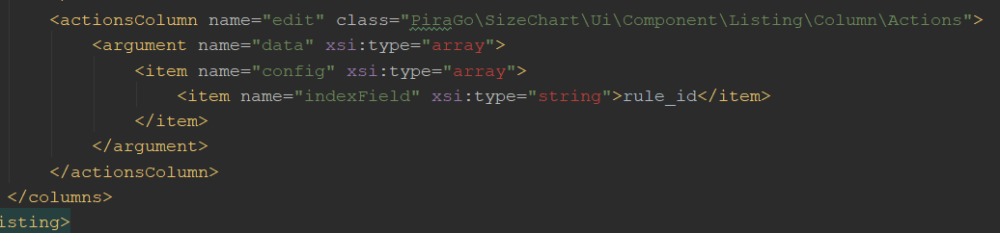 <actionsColumn name="edit" class="PiraGo\SizeChart\Ui\Component\Listing\Column\Actions">
<argument name="data" xsi:type="array">
<item name="config" xsi:type="array">
<item name="indexField" xsi:type="string">rule_id</item>
</item>
</argument>
</actionsColumn>
</columns>
isting>